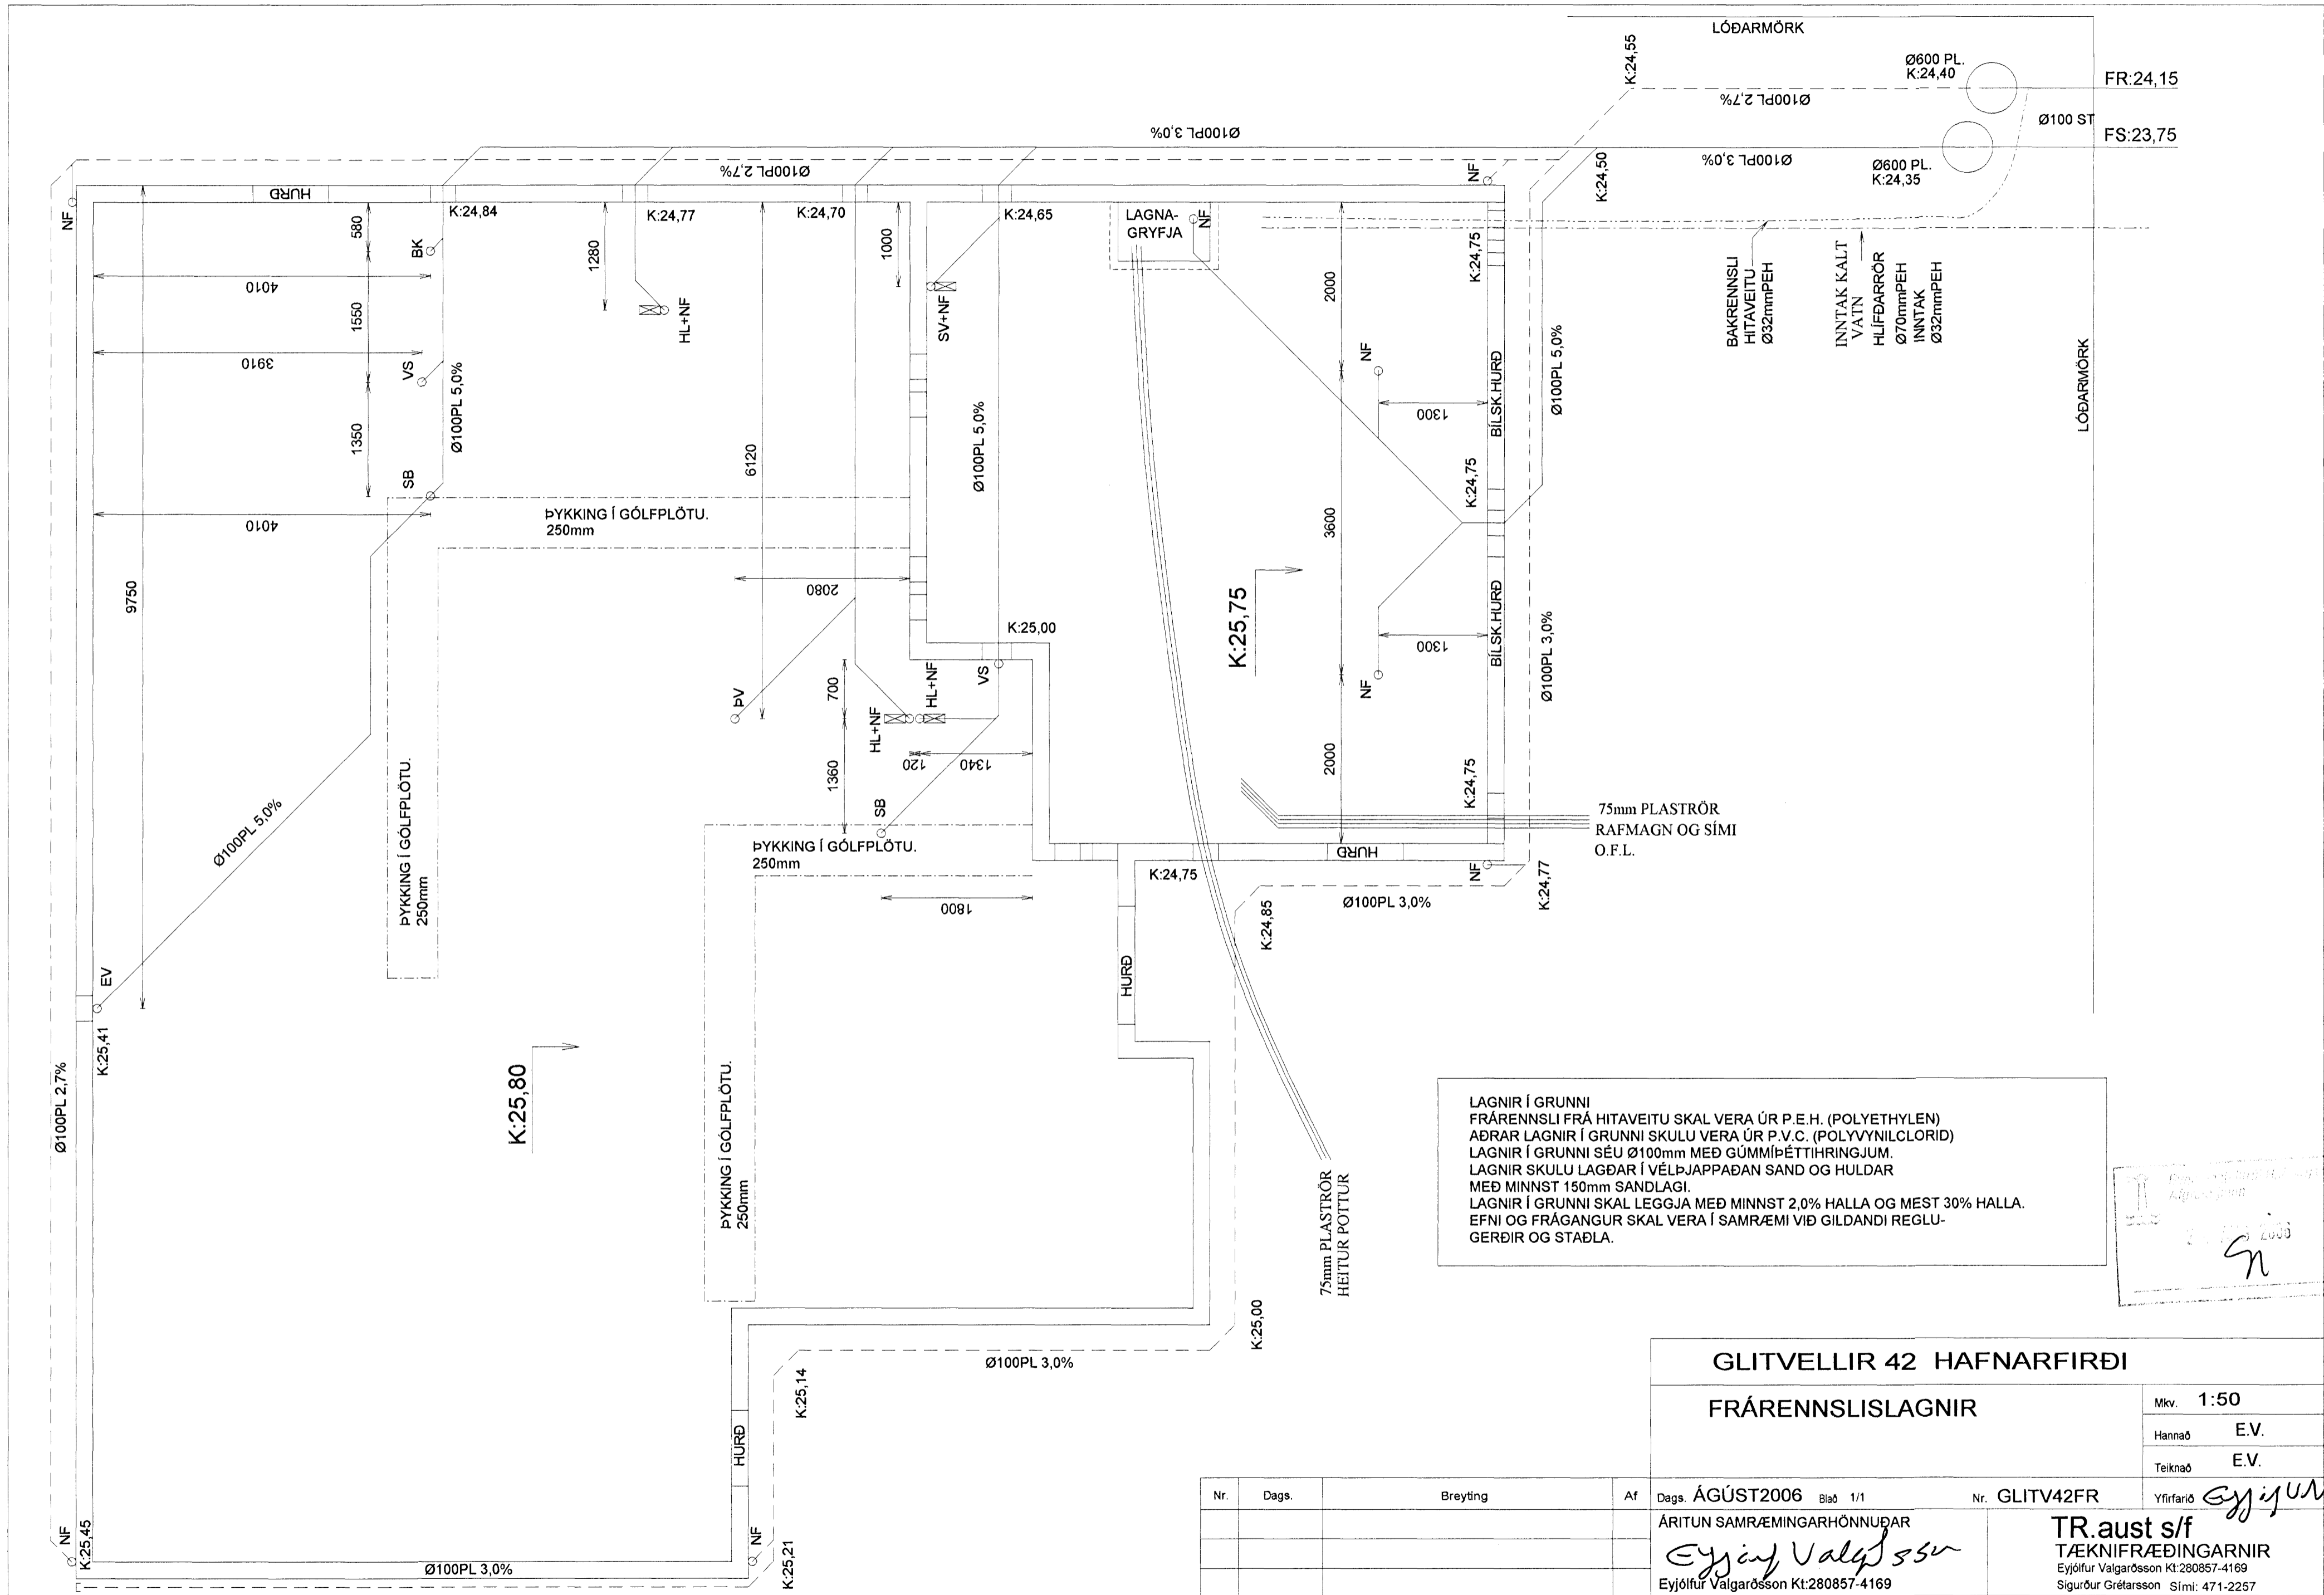 LÓÐARMÖRK
K:24,55
Ø600 PL.
K:24,40
FR:24,15
Ø100PL 2,7%
Ø100 ST
FS:23,75
Ø100PL 3,0%
Ø100PL 3,0%
Ø600 PL.
K:24,35
K:24,50
Ø100PL 2,7%
NF
HURÐ
NF
K:24,84
K:24,77
K:24,70
K:24,65
LAGNA-
GRYFJA
NF
580
BK
4010
1280
1000
2000
K:24,75
BAKRENNSLI
HITAVEITU
Ø32mmPEH
INNTAK KALT
VATN
HLÍFÐARRÖR
Ø70mmPEH
INNTAK
Ø32mmPEH
LÓÐARMÖRK
1550
HL+NF
SV+NF
3910
VS
Ø100PL 5,0%
NF
1300
BÍLSK.HURÐ
Ø100PL 5,0%
1350
SB
6120
Ø100PL 5,0%
K:24,75
4010
ÞYKKING Í GÓLFPLÖTU.
250mm
3600
9750
2080
K:25,75
K:25,00
1300
BÍLSK.HURÐ
Ø100PL 3,0%
NF
ÞV
700
HL+NF
HL+NF
VS
120
1340
1360
SB
2000
K:24,75
75mm PLASTRÖR
RAFMAGN OG SÍMI
O.F.L.
Ø100PL 5,0%
ÞYKKING Í GÓLFPLÖTU.
250mm
ÞYKKING Í GÓLFPLÖTU.
250mm
1800
K:24,75
HURÐ
NF
K:24,77
Ø100PL 3,0%
K:24,85
HURÐ
EV
K:25,41
Ø100PL 2,7%
K:25,80
ÞYKKING Í GÓLFPLÖTU.
250mm
75mm PLASTRÖR
HEITUR POTTUR
LAGNIR Í GRUNNI
FRÁRENNSLI FRÁ HITAVEITU SKAL VERA ÚR P.E.H. (POLYETHYLEN)
AÐRAR LAGNIR Í GRUNNI SKULU VERA ÚR P.V.C. (POLYVYNILCLORID)
LAGNIR Í GRUNNI SÉU Ø100mm MEÐ GÚMMÍÞÉTTIHRINGJUM.
LAGNIR SKULU LAGÐAR Í VÉLÞJAPPAÐAN SAND OG HULDAR
MEÐ MINNST 150mm SANDLAGI.
LAGNIR Í GRUNNI SKAL LEGGJA MEÐ MINNST 2,0% HALLA OG MEST 30% HALLA.
EFNI OG FRÁGANGUR SKAL VERA Í SAMRÆMI VIÐ GILDANDI REGLU-
GERÐIR OG STAÐLA.
K:25,00
Ø100PL 3,0%
K:25,14
HURÐ
NF
K:25,45
Ø100PL 3,0%
NF
K:25,21
GLITVELLIR 42 HAFNARFIRÐI
FRÁRENNSLISLAGNIR
Mkv. 1:50
Hannað E.V.
Teiknað E.V.
Nr. Dags. Breyting Af
Dags. ÁGÚST2006 Blað 1/1 Nr. GLITV42FR
Yfirfarið
ÁRITUN SAMRÆMINGARHÖNNUÐAR
Eyjólfur Valgarðsson Kt:280857-4169
TR.aust s/f
TÆKNIFRÆÐINGARNIR
Eyjólfur Valgarðsson Kt:280857-4169
Sigurður Grétarsson Sími: 471-2257